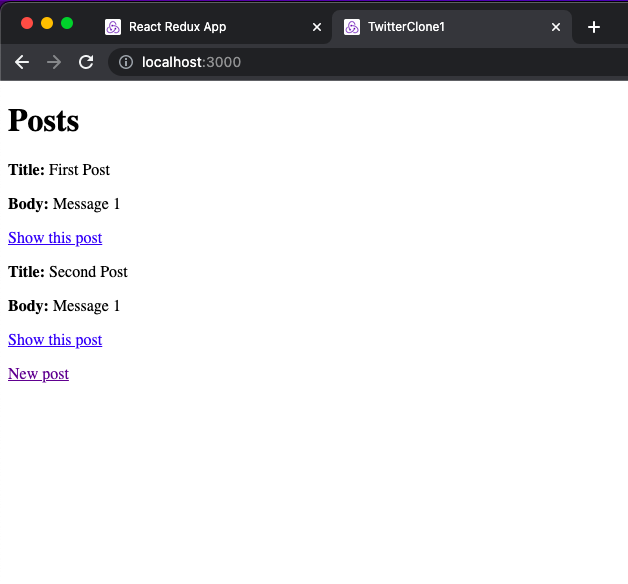 React Redux App
TwitterClone1
localhost:3000
Posts
Title: First Post
Body: Message 1
Show this post
Title: Second Post
Body: Message 1
Show this post
New post